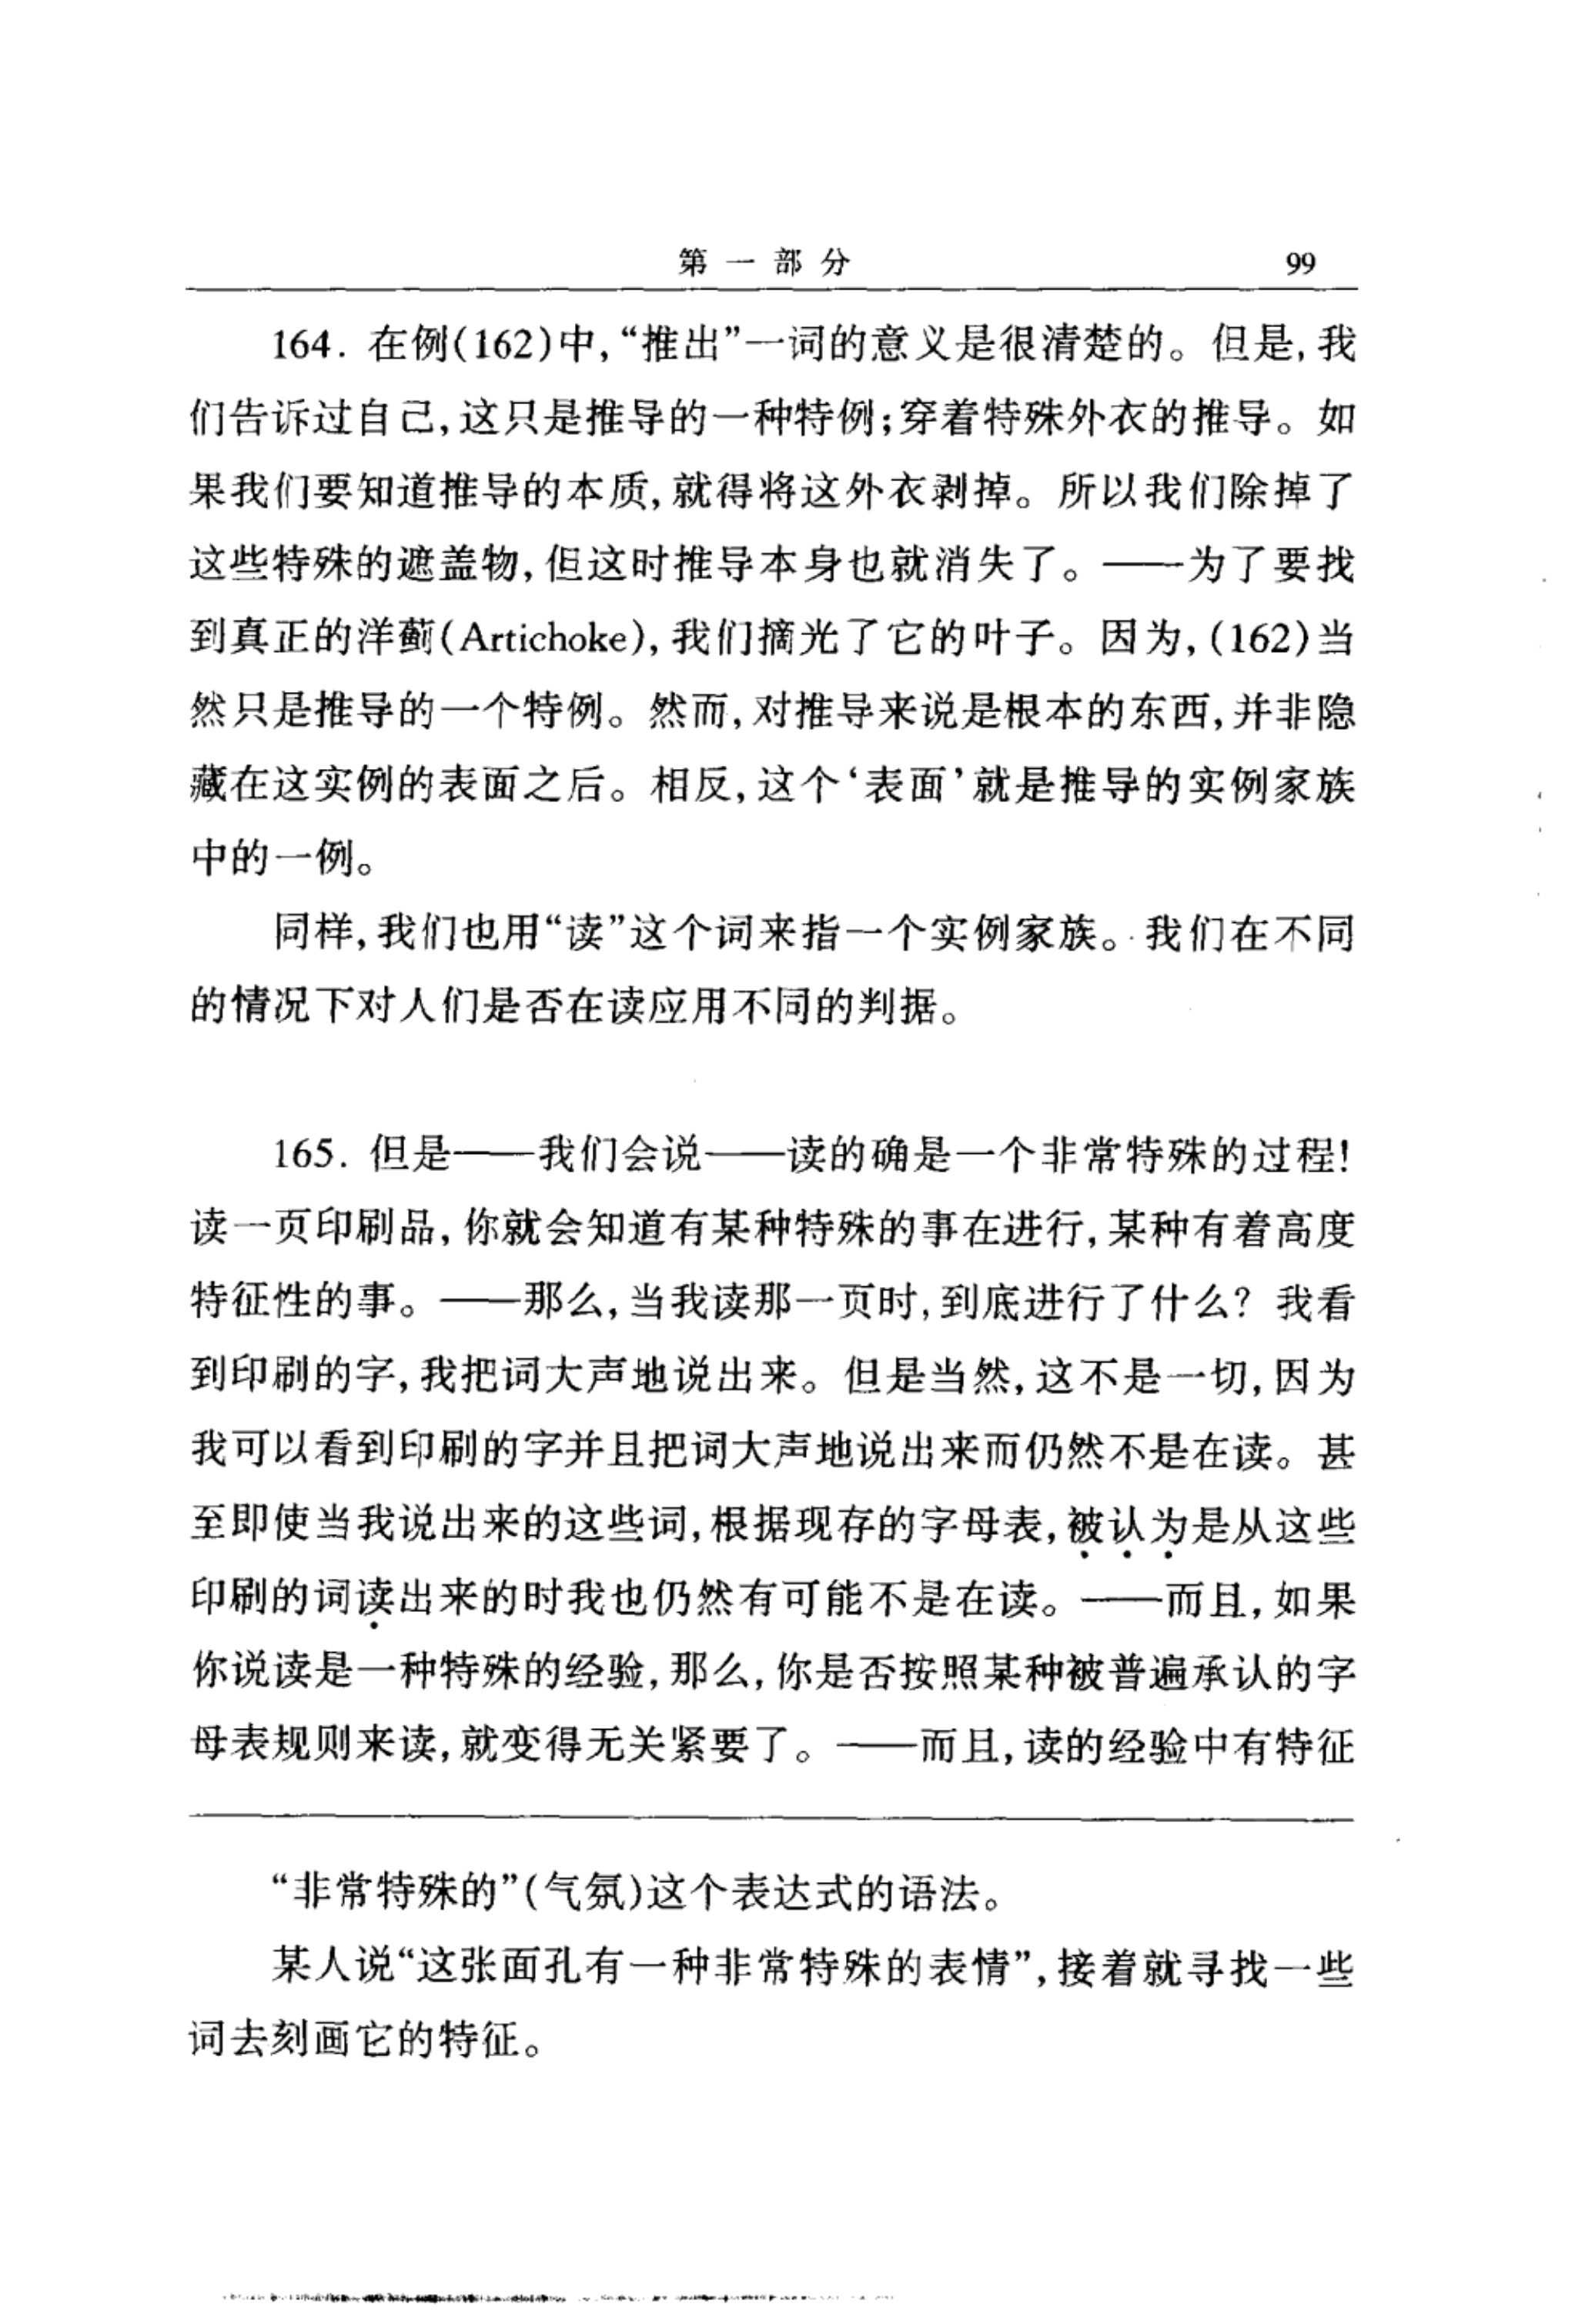 第一部分 99
164. 在例(162)中,“推出”一词的意义是很清楚的。但是,我
们告诉过自己,这只是推导的一种特例;穿着特殊外衣的推导。如
果我们要知道推导的本质,就得将这外衣剥掉。所以我们除掉了
这些特殊的遮盖物,但这时推导本身也就消失了。——为了要找
到真正的洋蓟(Artichoke),我们摘光了它的叶子。因为,(162)当
然只是推导的一个特例。然而,对推导来说是根本的东西,并非隐
藏在这实例的表面之后。相反,这个‘表面’就是推导的实例家族
中的一例。
同样,我们也用“读”这个词来指一个实例家族。我们在不同
的情况下对人们是否在读应用不同的判据。
165. 但是——我们会说——读的确是一个非常特殊的过程!
读一页印刷品,你就会知道有某种特殊的事在进行,某种有着高度
特征性的事。——那么,当我读那一页时,到底进行了什么? 我看
到印刷的字,我把词大声地说出来。但是当然,这不是一切,因为
我可以看到印刷的字并且把词大声地说出来而仍然不是在读。甚
至即使当我说出来的这些词,根据现存的字母表,被认为是从这些
印刷的词读出来的时我也仍然有可能不是在读。——而且,如果
你说读是一种特殊的经验,那么,你是否按照某种被普遍承认的字
母表规则来读,就变得无关紧要了。——而且,读的经验中有特征
“非常特殊的”(气氛)这个表达式的语法。
某人说“这张面孔有一种非常特殊的表情”,接着就寻找一些
词去刻画它的特征。